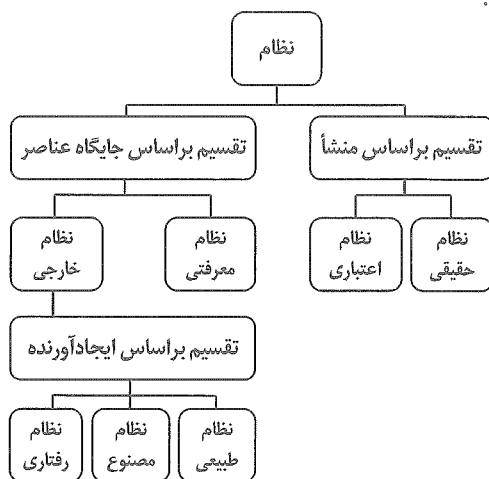 نظام
تقسیم براساس منشأ
تقسیم براساس جایگاه عناصر
نظام
حقیقی
نظام
اعتباری
نظام
معرفتی
نظام
خارجی
تقسیم براساس ایجادآورنده
نظام
طبیعی
نظام
مصنوع
نظام
رفتاری